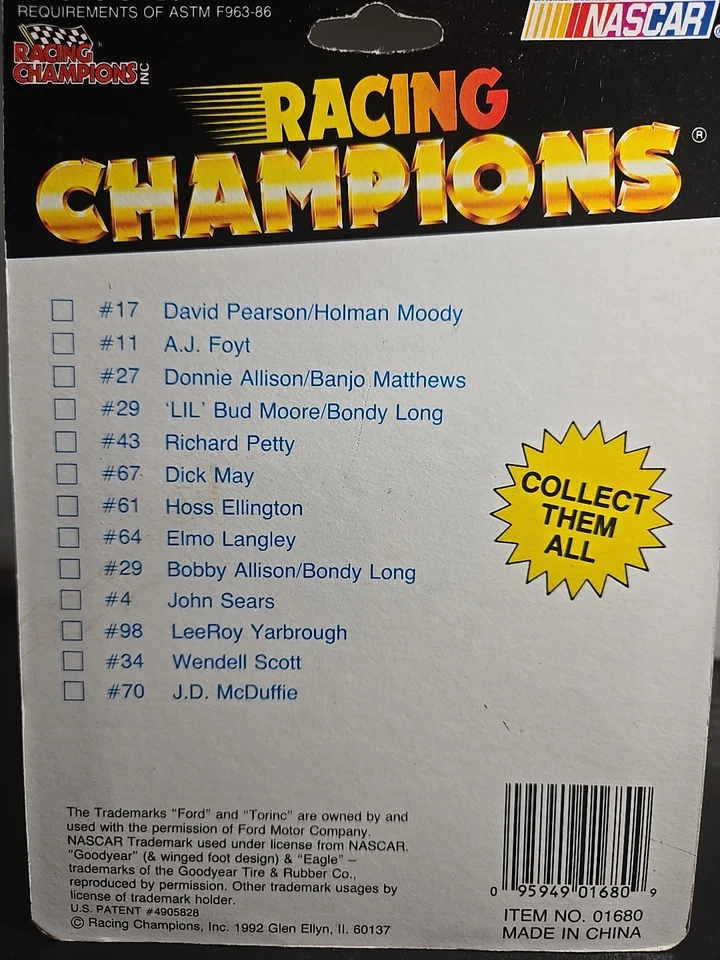 REQUIREMENTS OF ASTM F963-86
NASCAR
RACING
CHAMPIONS INC
RACING
CHAMPIONS ®
#17 David Pearson/Holman Moody
#11 A.J. Foyt
#27 Donnie Allison/Banjo Matthews
#29 ‘LIL’ Bud Moore/Bondy Long
#43 Richard Petty
#67 Dick May
#61 Hoss Ellington
#64 Elmo Langley
#29 Bobby Allison/Bondy Long
#4 John Sears
#98 LeeRoy Yarbrough
#34 Wendell Scott
#70 J.D. McDuffie
COLLECT
THEM
ALL
The Trademarks “Ford” and “Torino” are owned by and
used with the permission of Ford Motor Company.
NASCAR Trademark used under license from NASCAR.
“Goodyear” (& winged foot design) & “Eagle” –
trademarks of the Goodyear Tire & Rubber Co.,
reproduced by permission. Other trademark usages by
license of trademark holder.
U.S. PATENT #4905828
© Racing Champions, Inc. 1992 Glen Ellyn, Il. 60137
0 95949 01680 9
ITEM NO. 01680
MADE IN CHINA